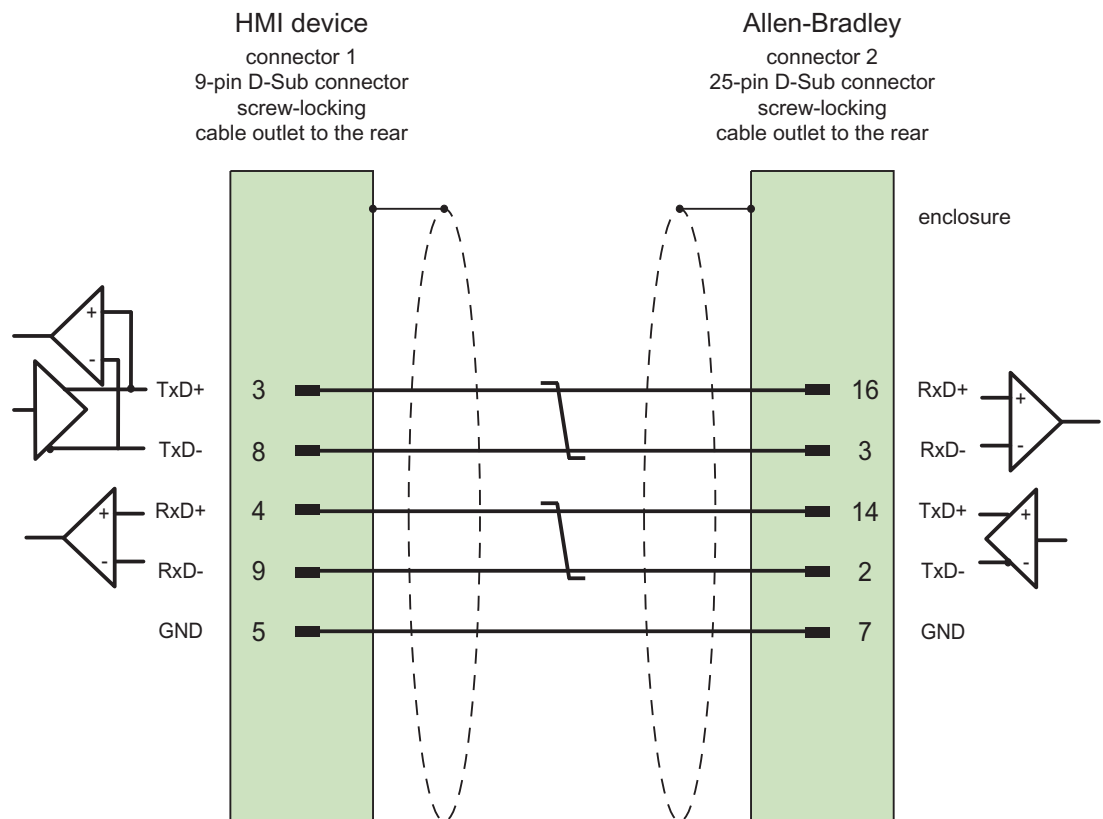 HMI device
connector 1
9-pin D-Sub connector
screw-locking
cable outlet to the rear
Allen-Bradley
connector 2
25-pin D-Sub connector
screw-locking
cable outlet to the rear
enclosure
+
-
TxD+ 3 16 RxD+
+
TxD- 8 3 RxD-
-
RxD+ 4 14 TxD+
+ +
RxD- 9 2 TxD-
- -
GND 5 7 GND